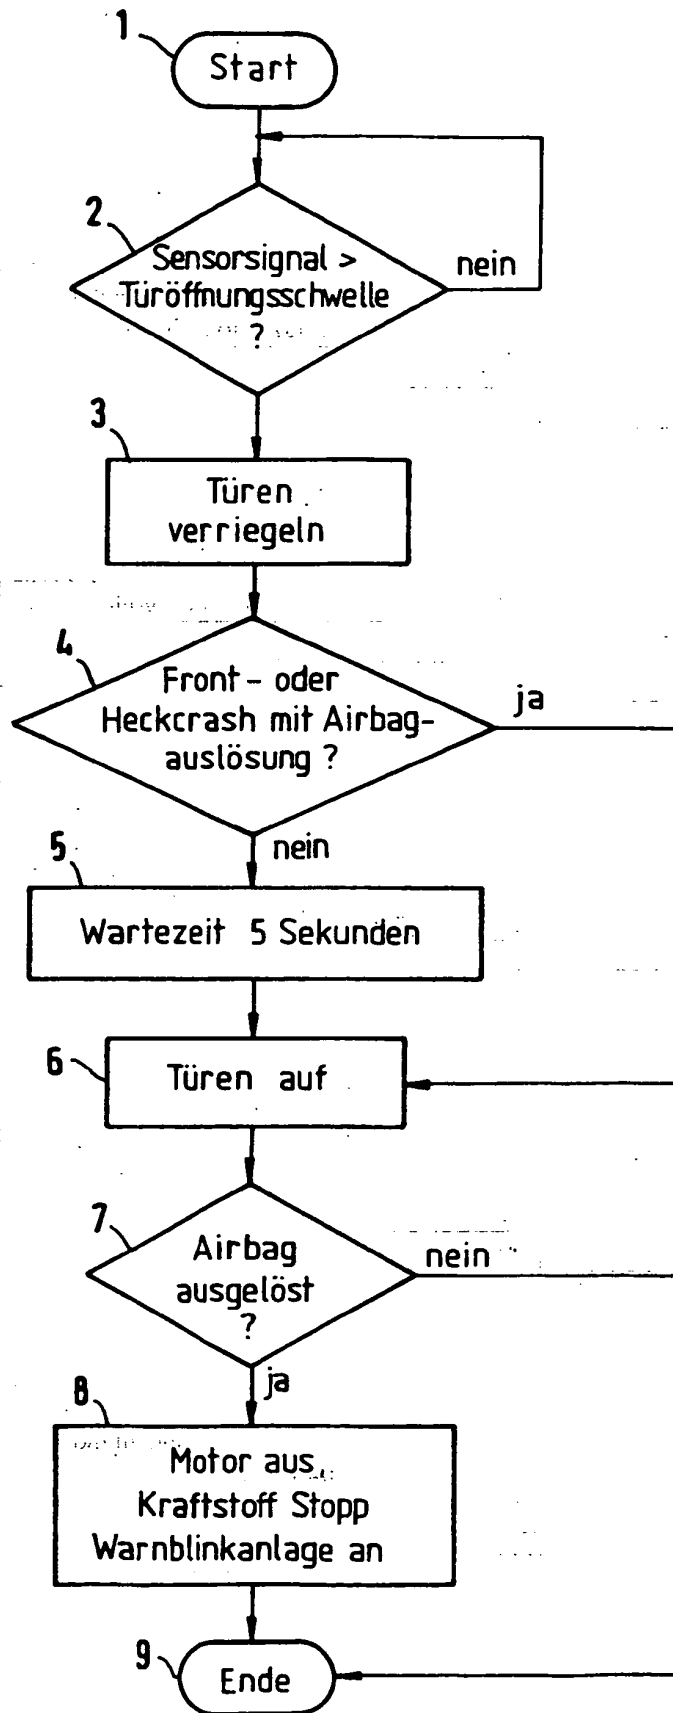 1
Start
2
Sensorsignal >
Türöffnungsschwelle
?
nein
3
Türen
verriegeln
4
Front- oder
Heckcrash mit Airbag-
auslösung ?
ja
nein
5
Wartezeit 5 Sekunden
6
Türen auf
7
Airbag
ausgelöst
?
nein
ja
8
Motor aus,
Kraftstoff Stopp
Warnblinkanlage an
9
Ende